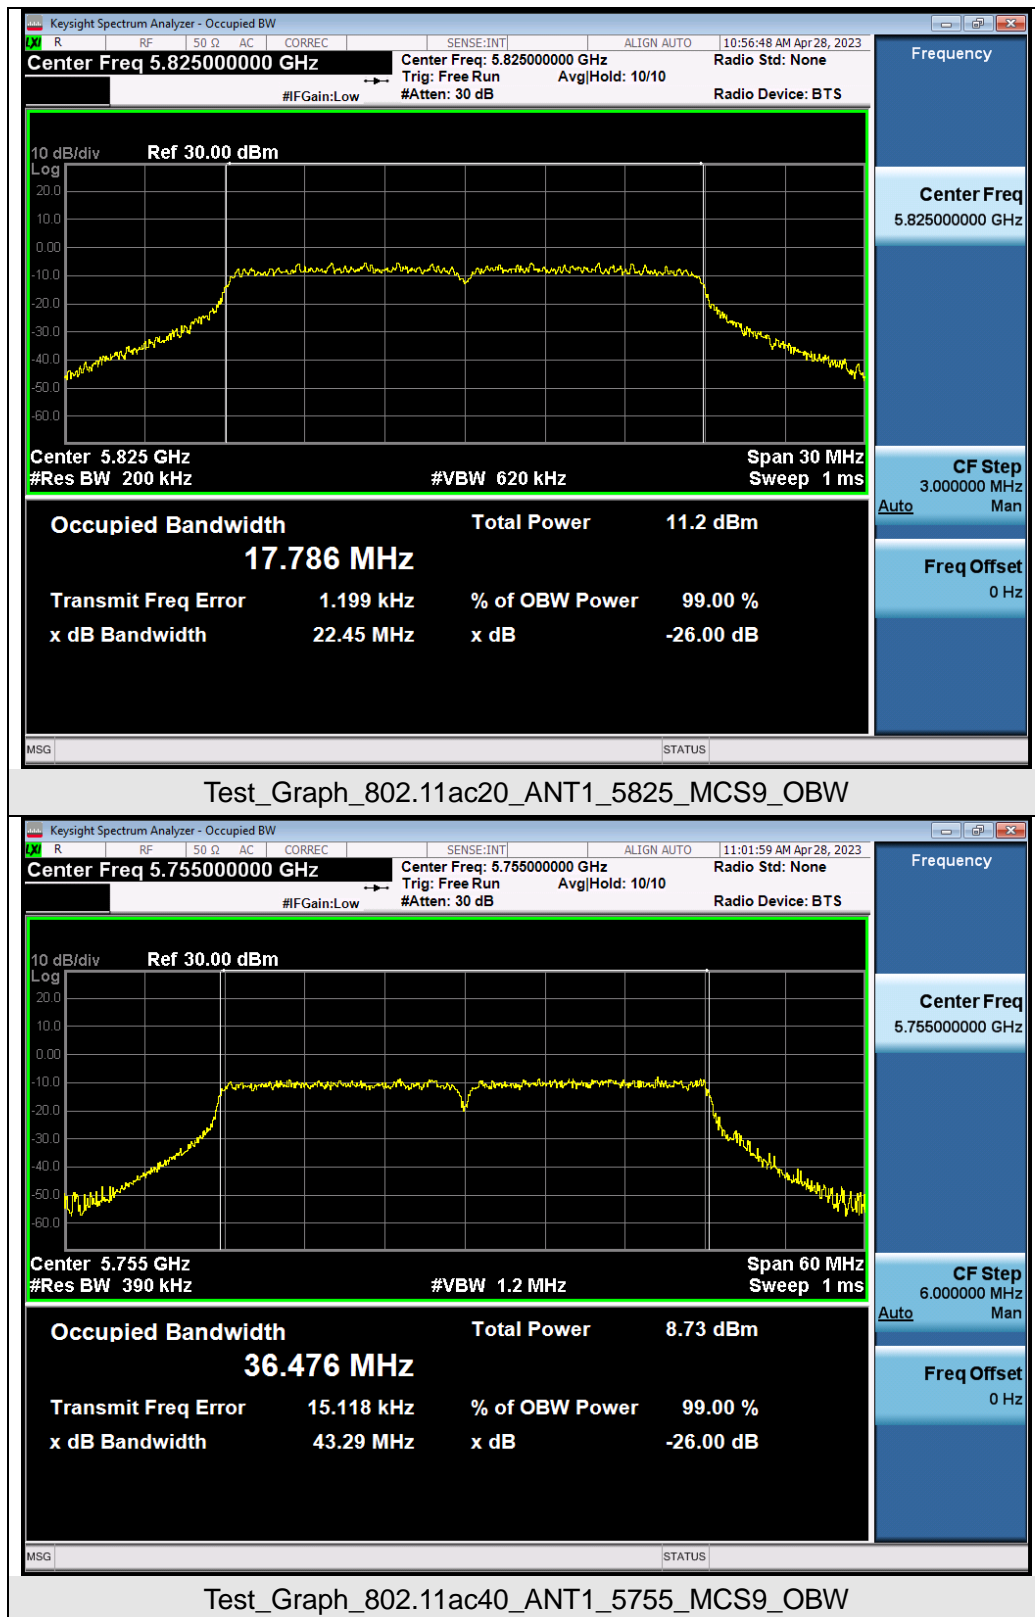 Keysight Spectrum Analyzer - Occupied BW
LXI R RF 50 Ω AC CORREC SENSE:INT ALIGN AUTO 10:56:48 AM Apr 28, 2023
Center Freq 5.825000000 GHz
Center Freq: 5.825000000 GHz
Radio Std: None
Trig: Free Run Avg|Hold: 10/10
#IFGain:Low #Atten: 30 dB Radio Device: BTS
10 dB/div Ref 30.00 dBm
Log
20.0
10.0
0.00
-10.0
-20.0
-30.0
-40.0
-50.0
-60.0
Center 5.825 GHz Span 30 MHz
#Res BW 200 kHz #VBW 620 kHz Sweep 1 ms
Occupied Bandwidth Total Power 11.2 dBm
17.786 MHz
Transmit Freq Error 1.199 kHz % of OBW Power 99.00 %
x dB Bandwidth 22.45 MHz x dB -26.00 dB
MSG STATUS
Frequency
Center Freq
5.825000000 GHz
CF Step
3.000000 MHz
Auto Man
Freq Offset
0 Hz
Test_Graph_802.11ac20_ANT1_5825_MCS9_OBW
Keysight Spectrum Analyzer - Occupied BW
LXI R RF 50 Ω AC CORREC SENSE:INT ALIGN AUTO 11:01:59 AM Apr 28, 2023
Center Freq 5.755000000 GHz
Center Freq: 5.755000000 GHz
Radio Std: None
Trig: Free Run Avg|Hold: 10/10
#IFGain:Low #Atten: 30 dB Radio Device: BTS
10 dB/div Ref 30.00 dBm
Log
20.0
10.0
0.00
-10.0
-20.0
-30.0
-40.0
-50.0
-60.0
Center 5.755 GHz Span 60 MHz
#Res BW 390 kHz #VBW 1.2 MHz Sweep 1 ms
Occupied Bandwidth Total Power 8.73 dBm
36.476 MHz
Transmit Freq Error 15.118 kHz % of OBW Power 99.00 %
x dB Bandwidth 43.29 MHz x dB -26.00 dB
MSG STATUS
Frequency
Center Freq
5.755000000 GHz
CF Step
6.000000 MHz
Auto Man
Freq Offset
0 Hz
Test_Graph_802.11ac40_ANT1_5755_MCS9_OBW